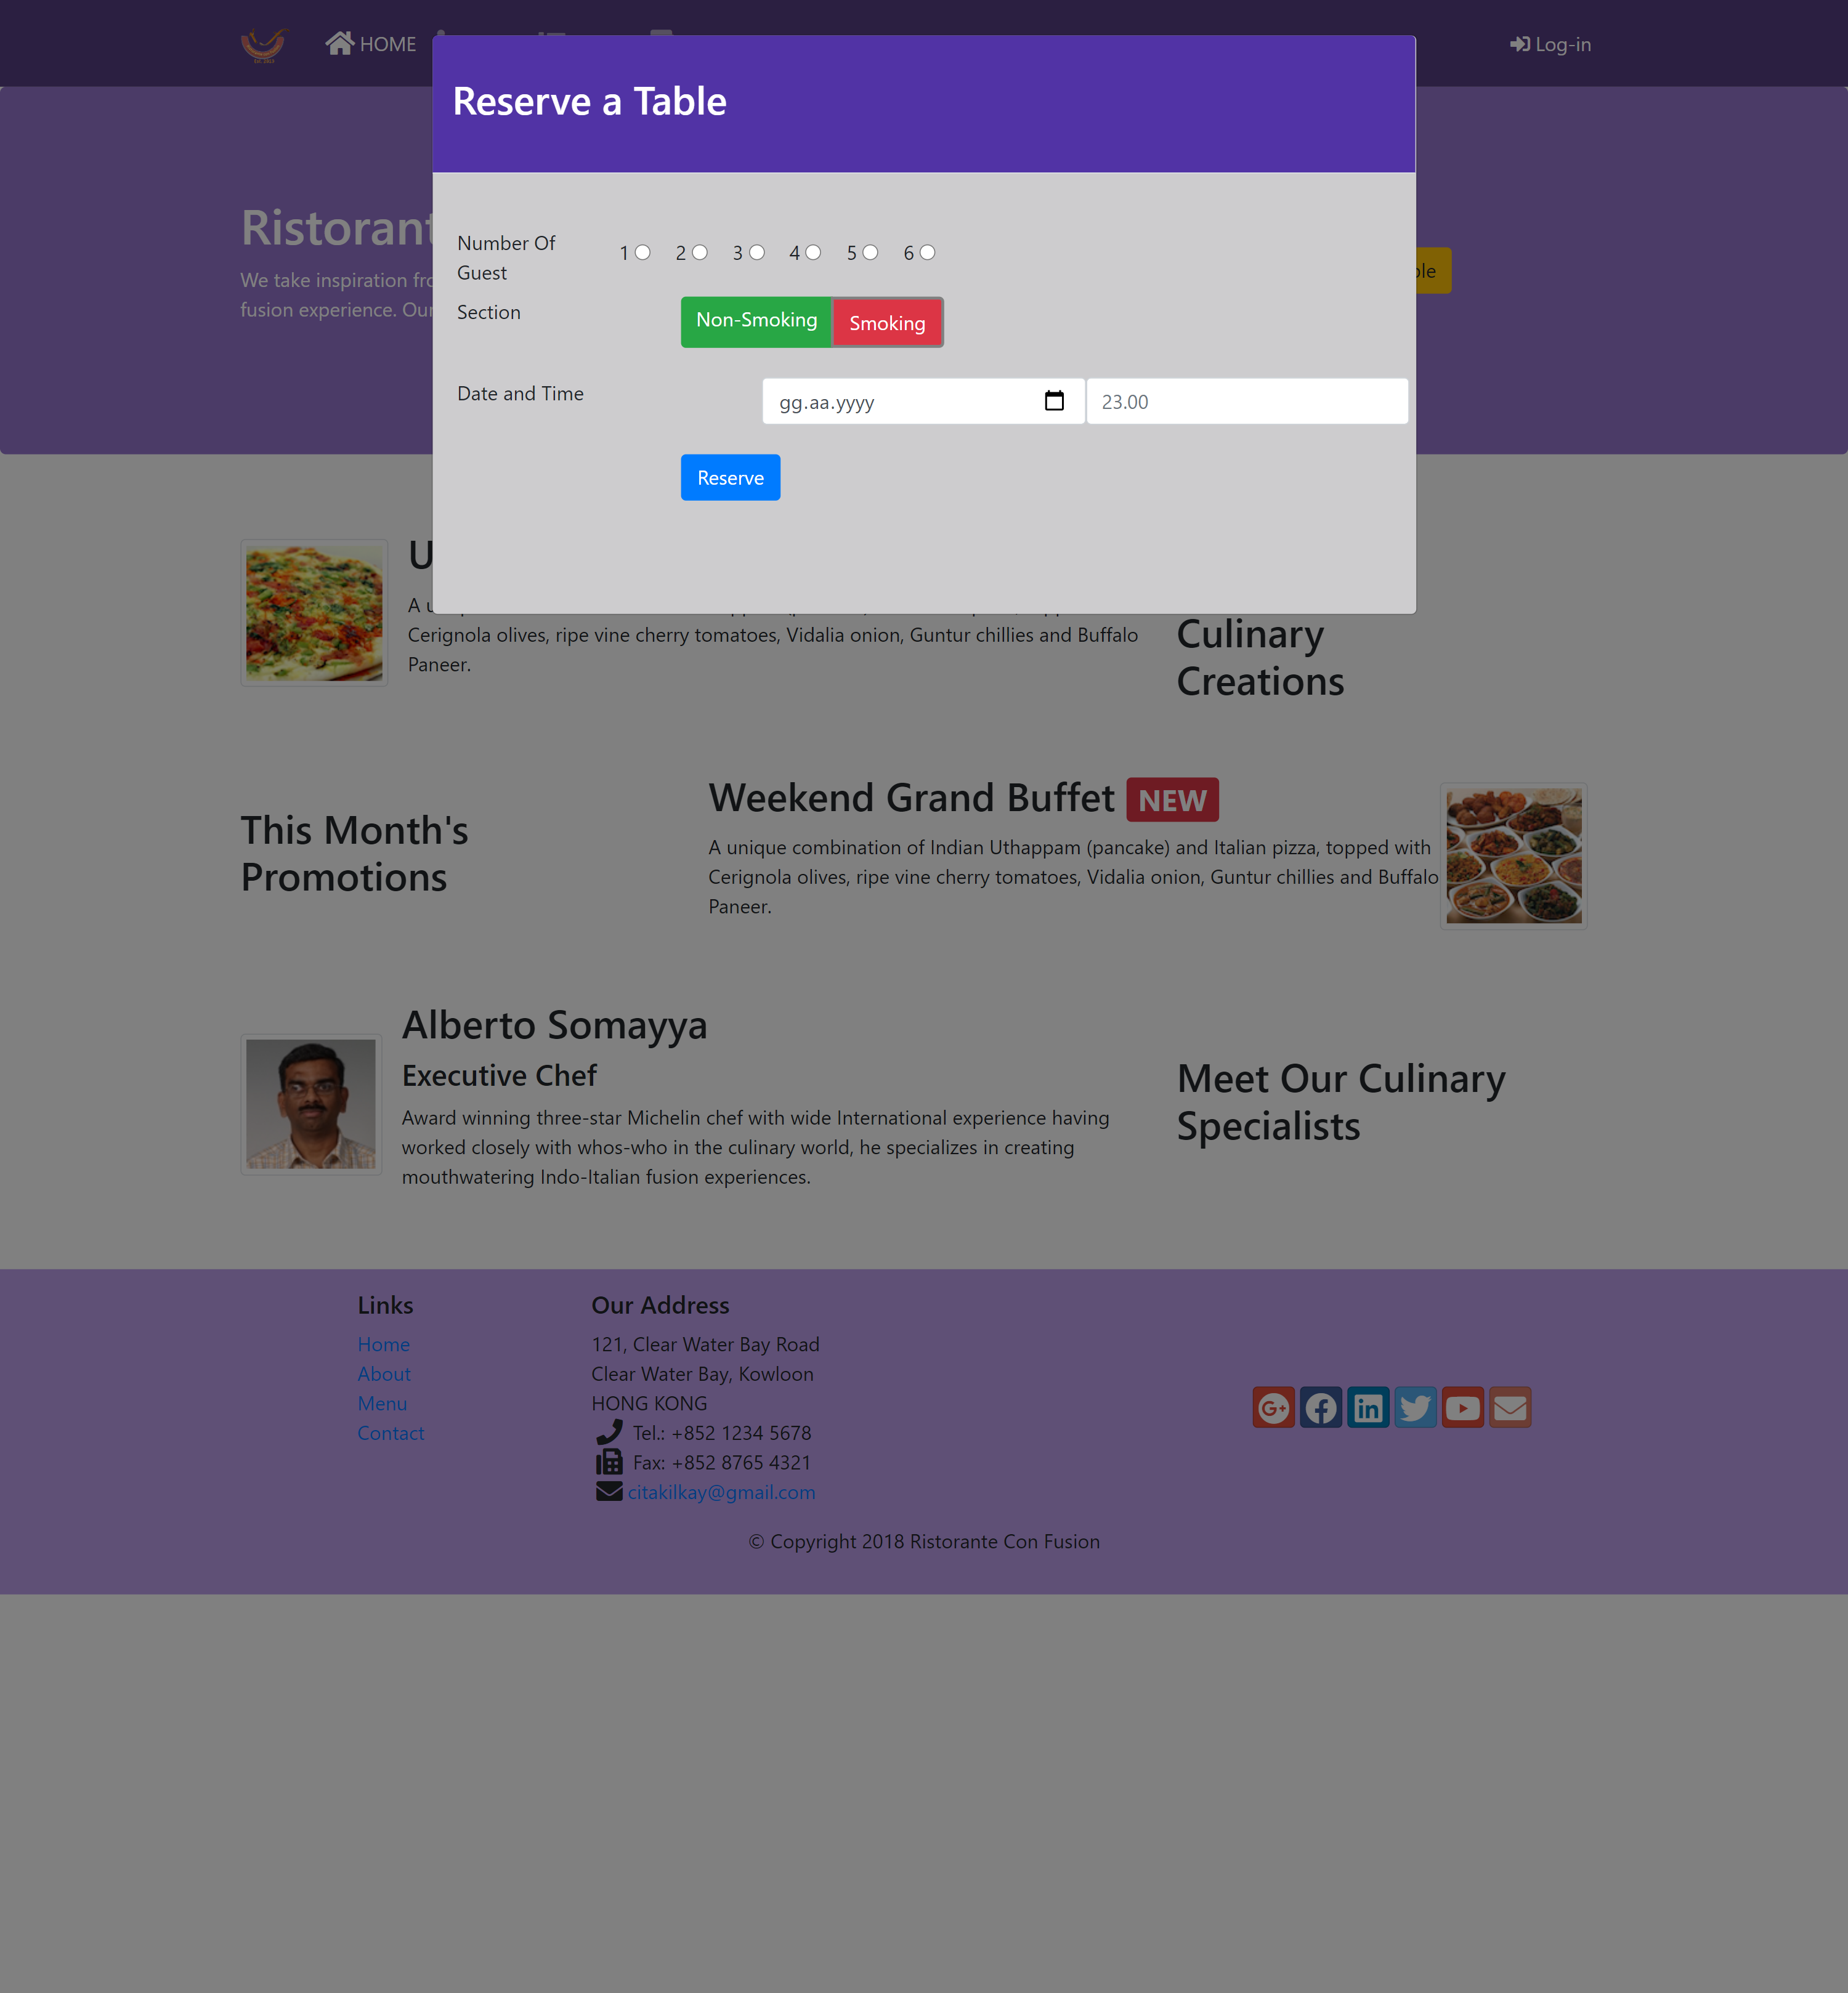 HOME
Log-in
Reserve a Table
Ristorant
We take inspiration
fusion experience. Our
Number Of
Guest
1 2 3 4 5 6
Section
Non-Smoking
Smoking
Date and Time
gg.aa.yyyy
23.00
Reserve
Cerignola olives, ripe vine cherry tomatoes, Vidalia onion, Guntur chillies and Buffalo
Paneer.
Culinary
Creations
This Month's
Promotions
Weekend Grand Buffet NEW
A unique combination of Indian Uthappam (pancake) and Italian pizza, topped with
Cerignola olives, ripe vine cherry tomatoes, Vidalia onion, Guntur chillies and Buffalo
Paneer.
Alberto Somayya
Executive Chef
Award winning three-star Michelin chef with wide International experience having
worked closely with whos-who in the culinary world, he specializes in creating
mouthwatering Indo-Italian fusion experiences.
Meet Our Culinary
Specialists
Links
Home
About
Menu
Contact
Our Address
121, Clear Water Bay Road
Clear Water Bay, Kowloon
HONG KONG
Tel.: +852 1234 5678
Fax: +852 8765 4321
citakilkay@gmail.com
© Copyright 2018 Ristorante Con Fusion